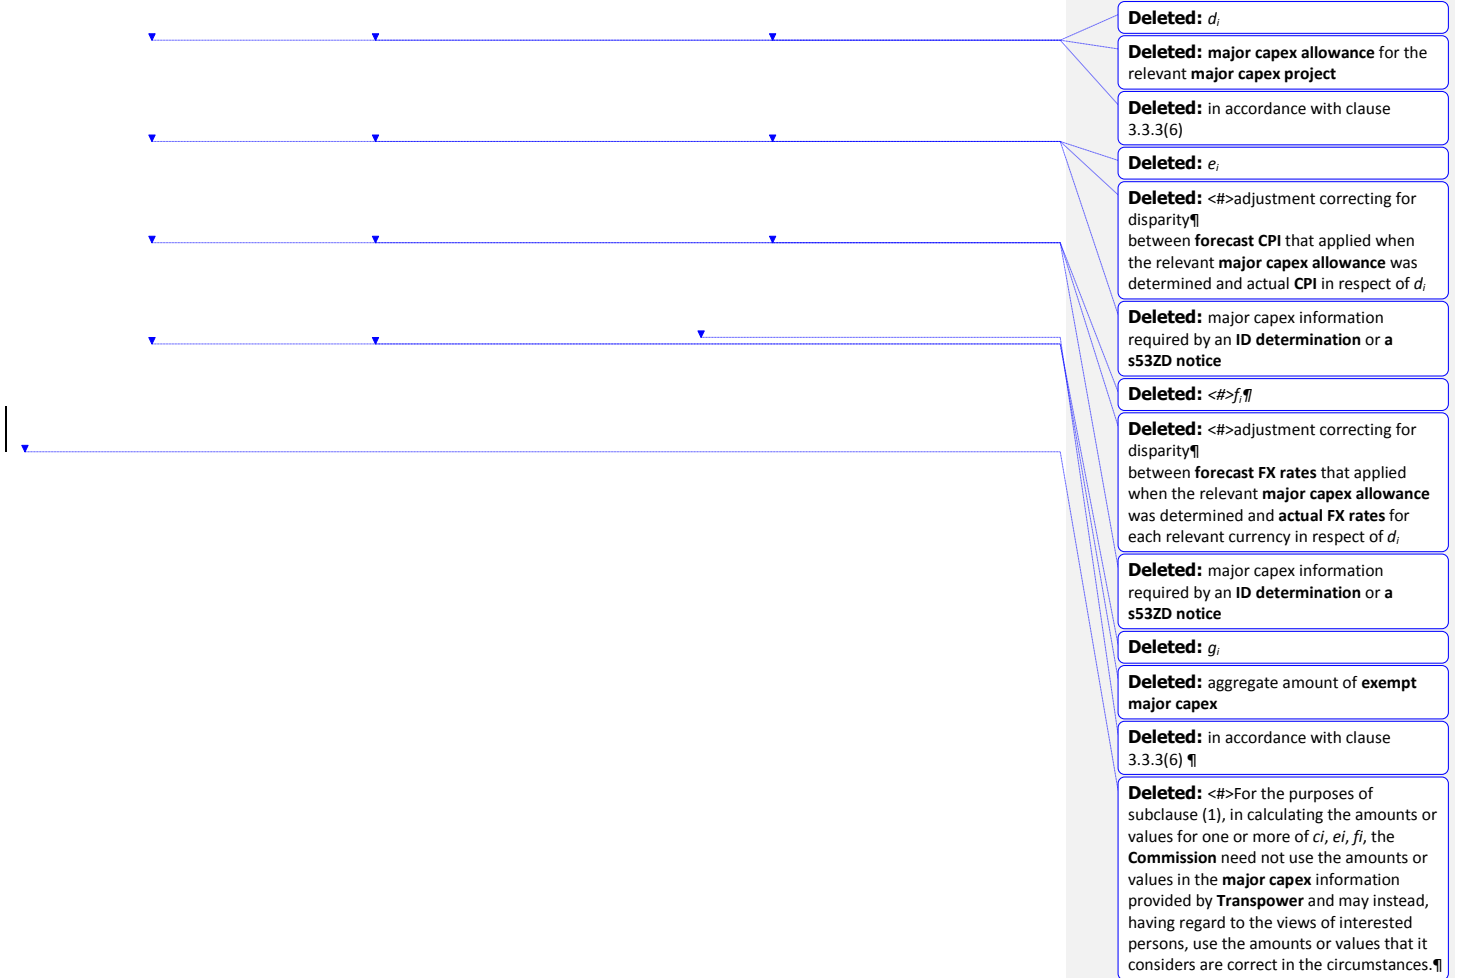 Deleted: di
Deleted: major capex allowance for the
relevant major capex project
Deleted: in accordance with clause
3.3.3(6)
Deleted: ei
Deleted: <#>adjustment correcting for
disparity¶
between forecast CPI that applied when
the relevant major capex allowance was
determined and actual CPI in respect of di
Deleted: major capex information
required by an ID determination or a
s53ZD notice
Deleted: <#>fi¶
Deleted: <#>adjustment correcting for
disparity¶
between forecast FX rates that applied
when the relevant major capex allowance
was determined and actual FX rates for
each relevant currency in respect of di
Deleted: major capex information
required by an ID determination or a
s53ZD notice
Deleted: gi
Deleted: aggregate amount of exempt
major capex
Deleted: in accordance with clause
3.3.3(6) ¶
Deleted: <#>For the purposes of
subclause (1), in calculating the amounts or
values for one or more of ci, ei, fi, the
Commission need not use the amounts or
values in the major capex information
provided by Transpower and may instead,
having regard to the views of interested
persons, use the amounts or values that it
considers are correct in the circumstances.¶